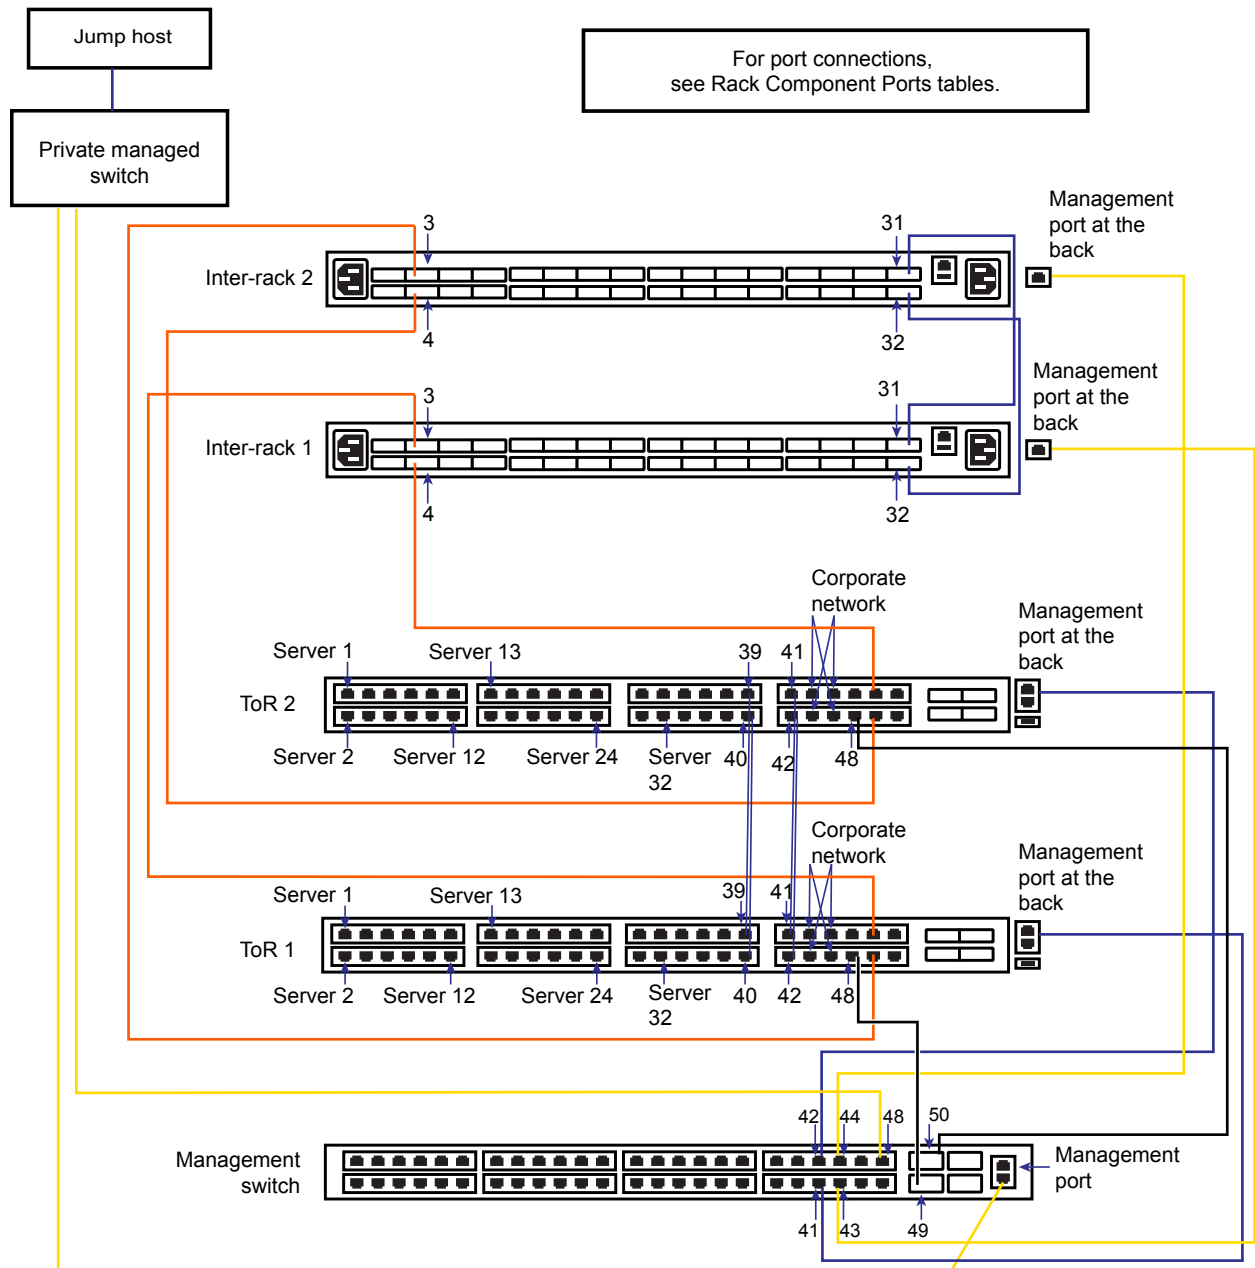 Jump host
For port connections,
see Rack Component Ports tables.
Private managed
switch
Management
port at the
back
3
31
Inter-rack 2
4
32
Management
port at the
back
3
31
Inter-rack 1
4
32
Corporate
network
Management
port at the
back
Server 1
Server 13
39
41
ToR 2
Server 2
Server 12
Server 24
Server
32
40
42
48
Corporate
network
Management
port at the
back
Server 1
Server 13
39
41
ToR 1
Server 2
Server 12
Server 24
Server
32
40
42
48
42
44
48
50
Management
switch
Management
port
41
43
49